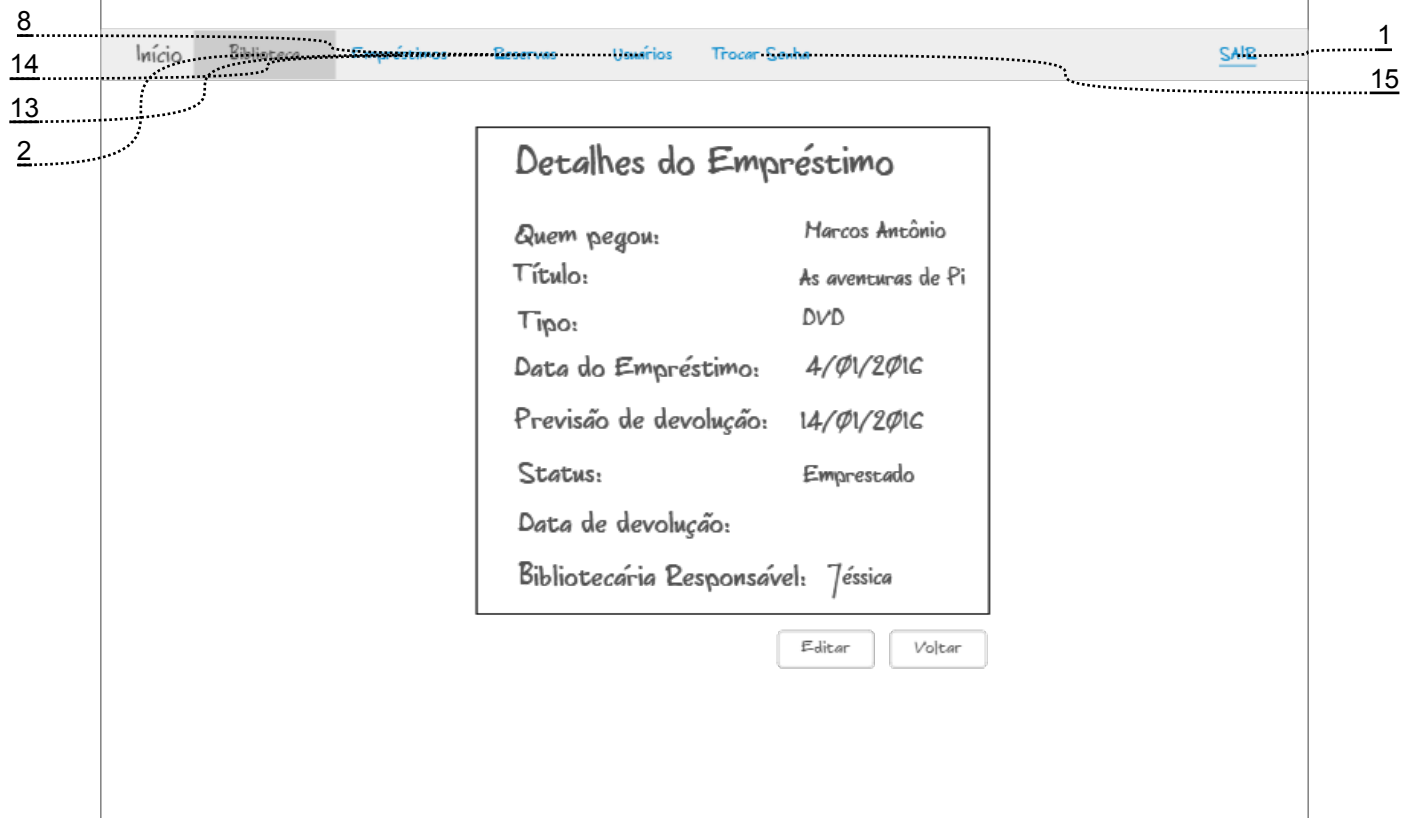 8
1
Início Biblioteca Empréstimos Reservas Usuários Trocar Senha SAIR
14
15
13
2
Detalhes do Empréstimo
Quem pegou: Marcos Antônio
Título: As aventuras de Pi
Tipo: DVD
Data do Empréstimo: 4/01/2016
Previsão de devolução: 14/01/2016
Status: Emprestado
Data de devolução:
Bibliotecária Responsável: Jéssica
Editar Voltar